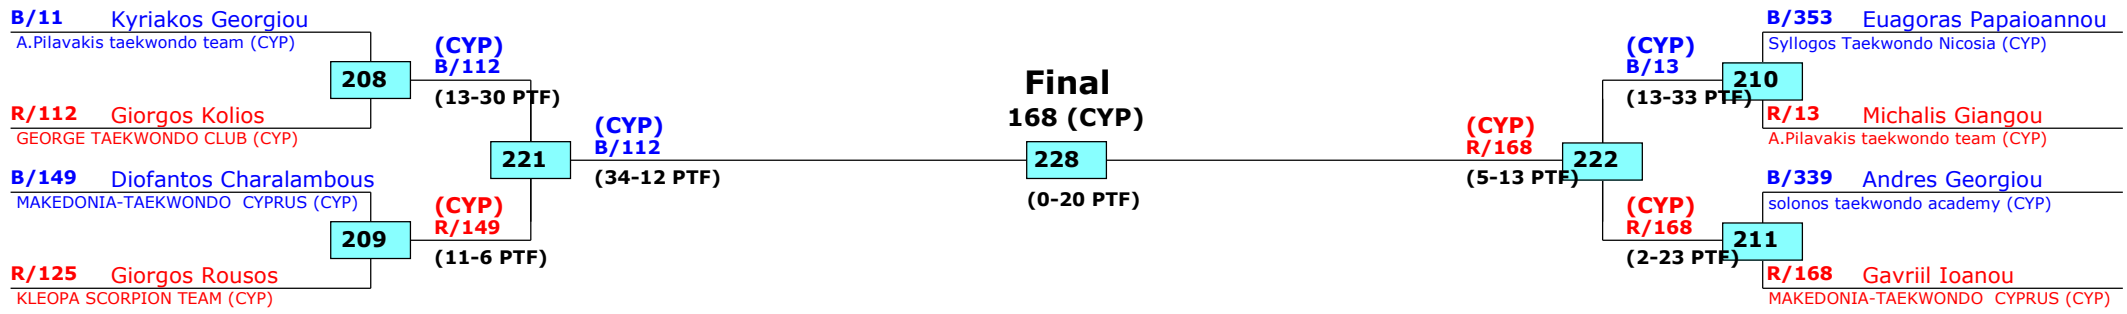 B/11 Kyriakos Georgiou
A.Pilavakis taekwondo team (CYP)
208
R/112 Giorgos Kolios
GEORGE TAEKWONDO CLUB (CYP)
(CYP)
B/112
(13-30 PTF)
B/149 Diofantos Charalambous
MAKEDONIA-TAEKWONDO  CYPRUS (CYP)
209
R/125 Giorgos Rousos
KLEOPA SCORPION TEAM (CYP)
(CYP)
R/149
(11-6 PTF)
221
(CYP)
B/112
(34-12 PTF)
Final
168 (CYP)
228
(0-20 PTF)
(CYP)
R/168
(5-13 PTF)
222
(CYP)
B/13
(13-33 PTF)
B/353 Euagoras Papaioannou
Syllogos Taekwondo Nicosia (CYP)
210
R/13 Michalis Giangou
A.Pilavakis taekwondo team (CYP)
(CYP)
R/168
(2-23 PTF)
B/339 Andres Georgiou
solonos taekwondo academy (CYP)
211
R/168 Gavriil Ioanou
MAKEDONIA-TAEKWONDO  CYPRUS (CYP)